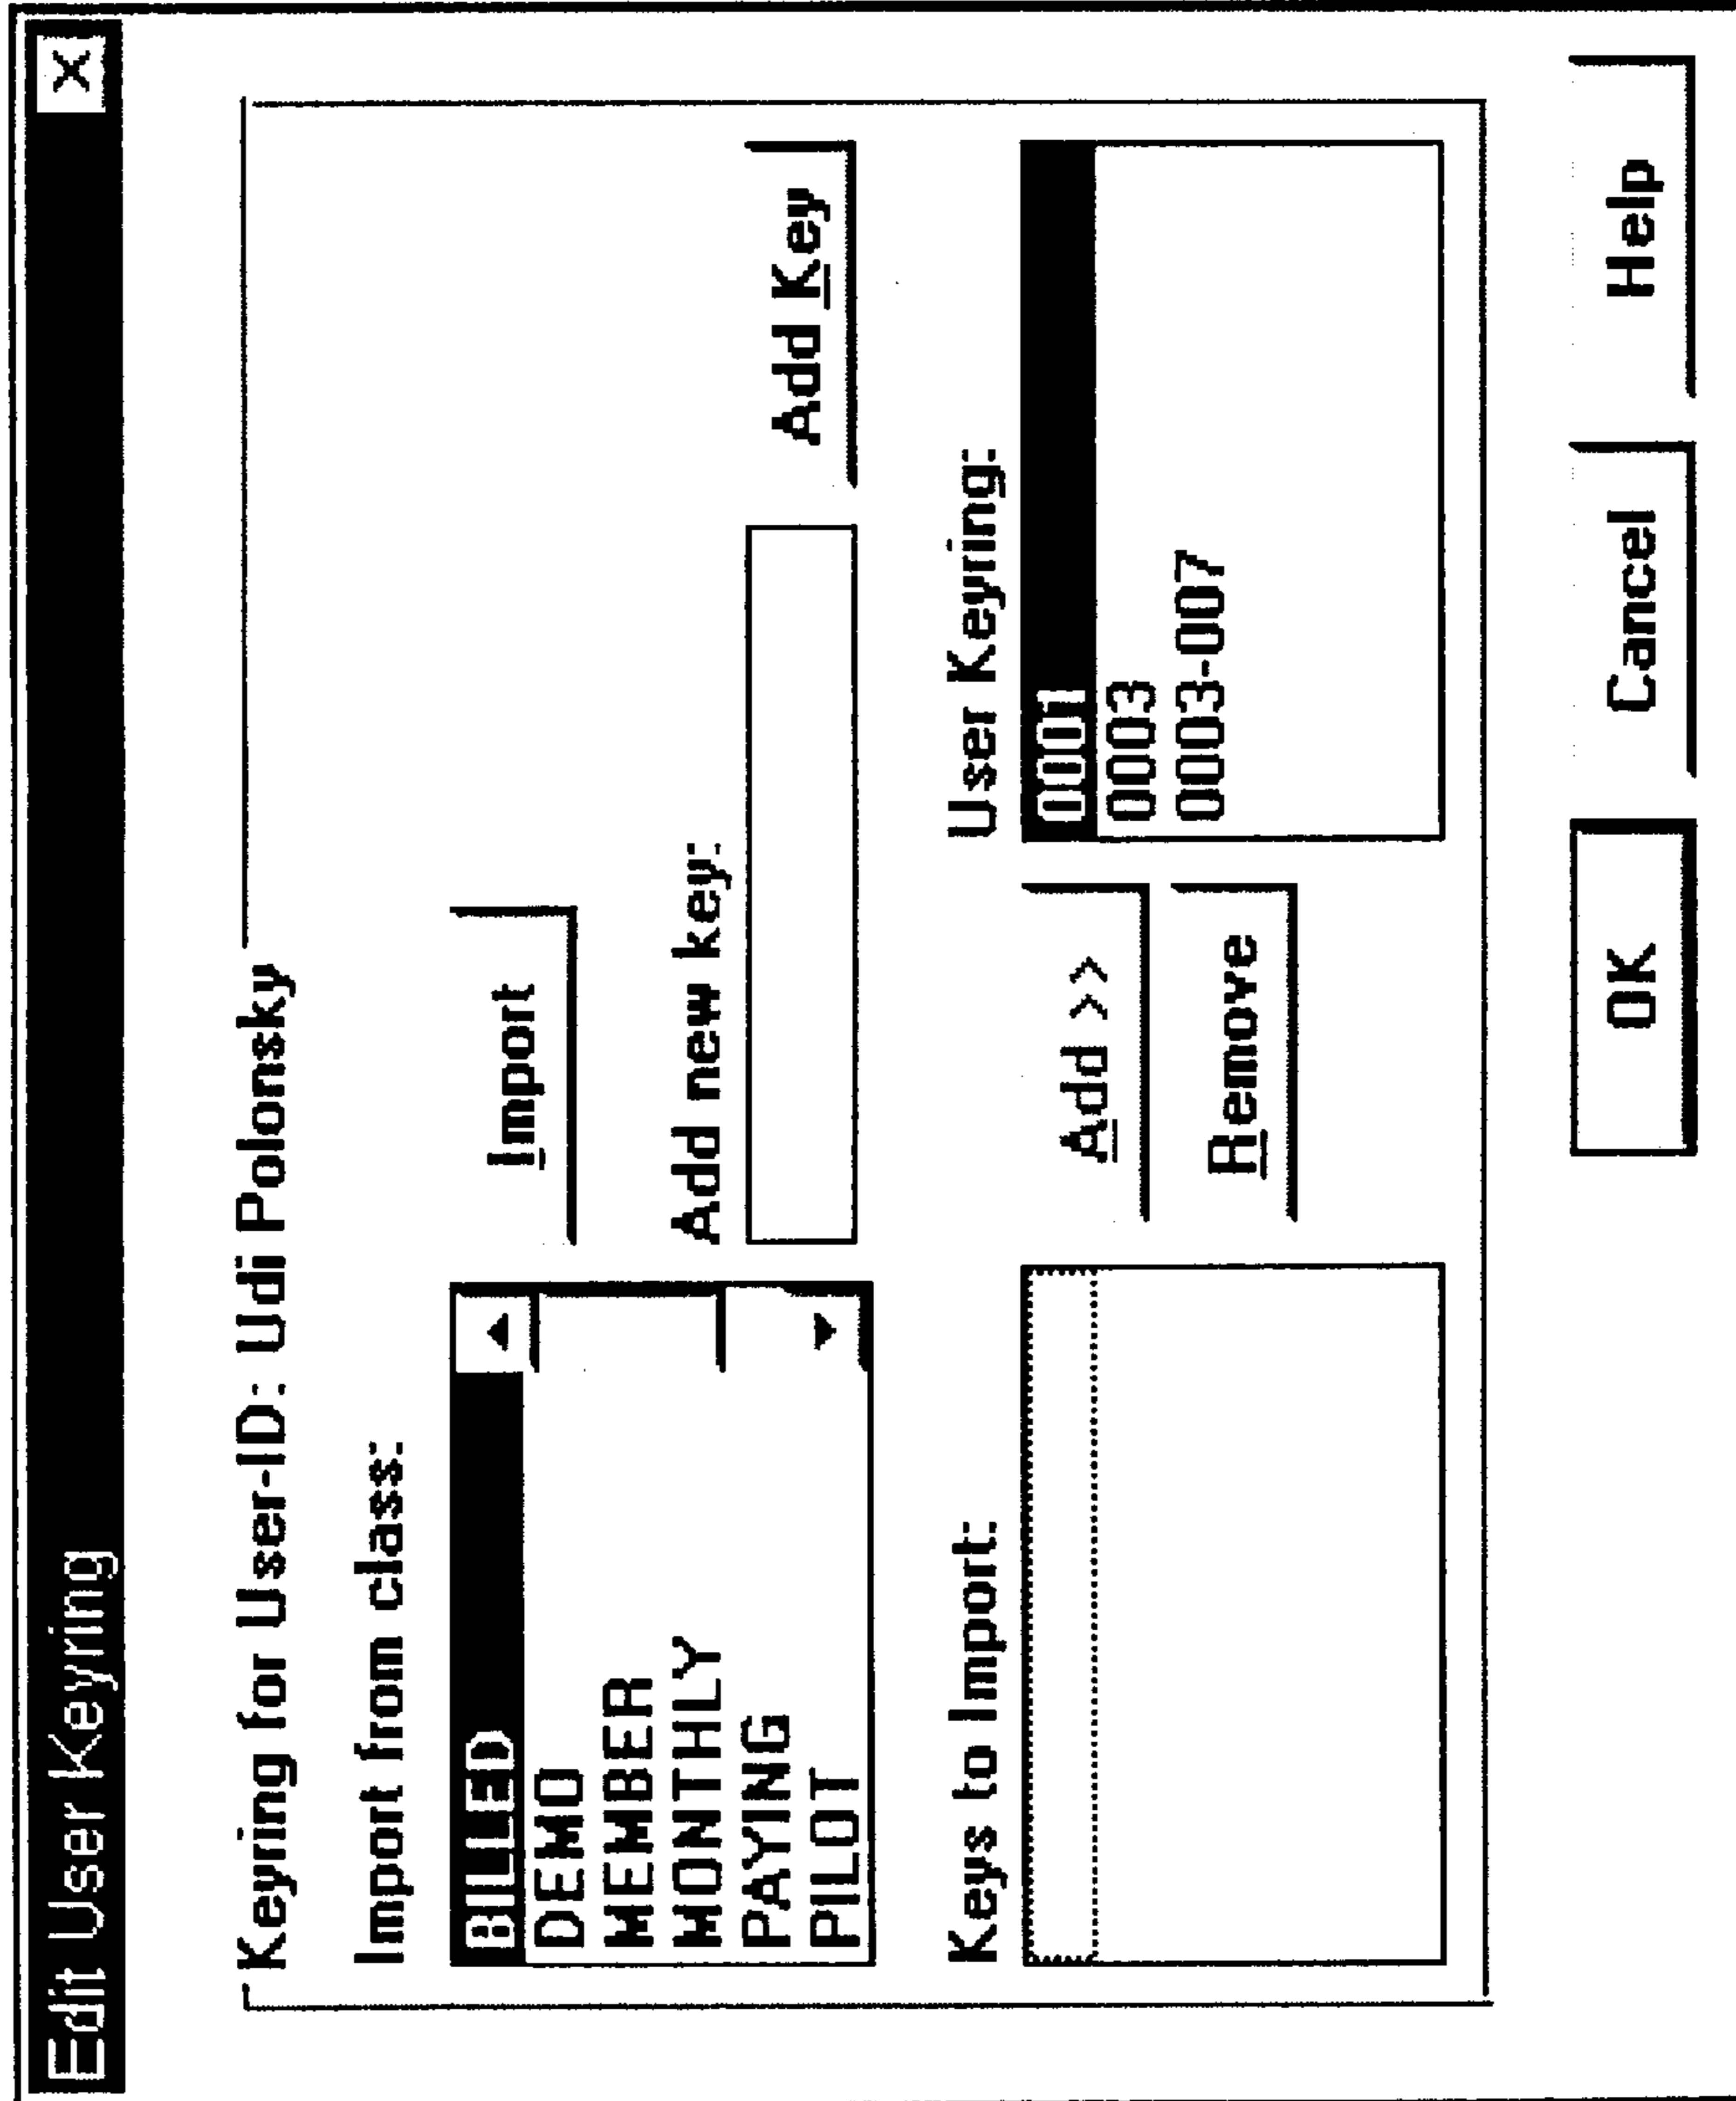 Edit User Keyring
X
Keyring for User-ID: Udi Polonsky
Import from class:
BILLED
DEMO
MEMBER
MONTHLY
PAYING
PILOT
Import
Add new key:
Add Key
Keys to Import:
Add >>
Remove
User Keyring:
0001
0003
0003-007
OK
Cancel
Help